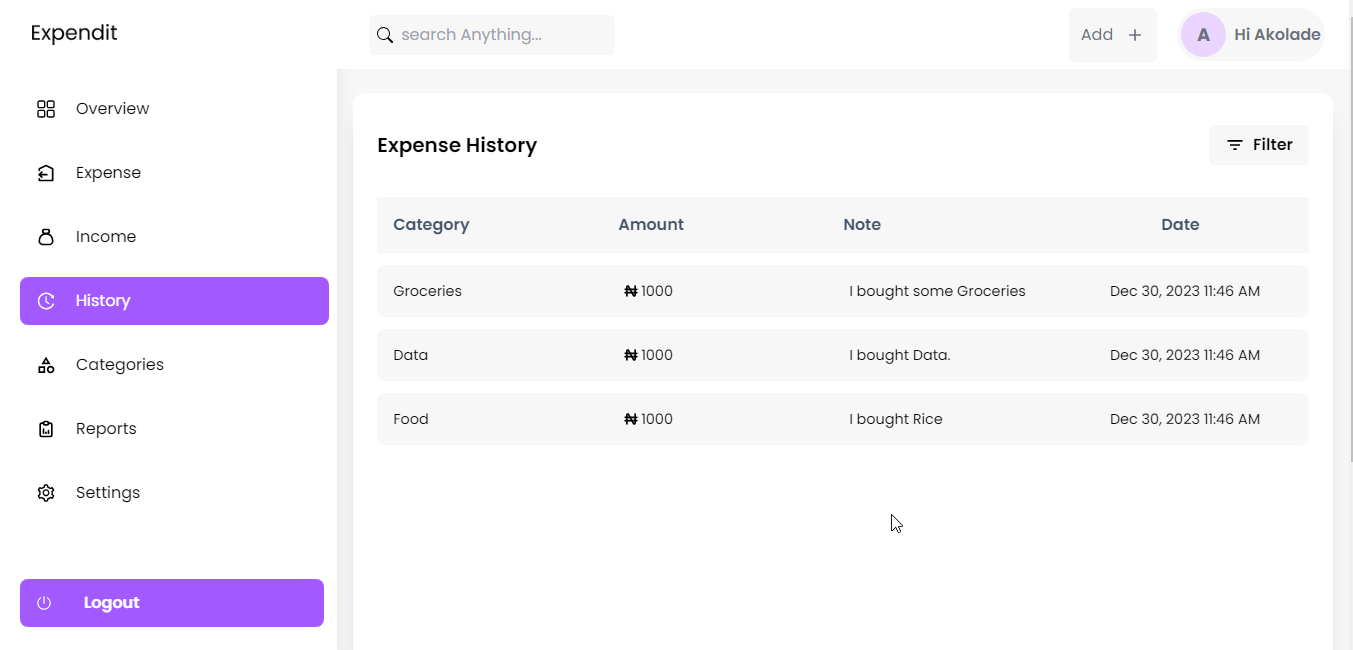 Expendit
search Anything...
Add +
A Hi Akolade
Overview
Expense
Income
History
Categories
Reports
Settings
Logout
Expense History
Filter
Category Amount Note Date
Groceries ₦ 1000 I bought some Groceries Dec 30, 2023 11:46 AM
Data ₦ 1000 I bought Data. Dec 30, 2023 11:46 AM
Food ₦ 1000 I bought Rice Dec 30, 2023 11:46 AM